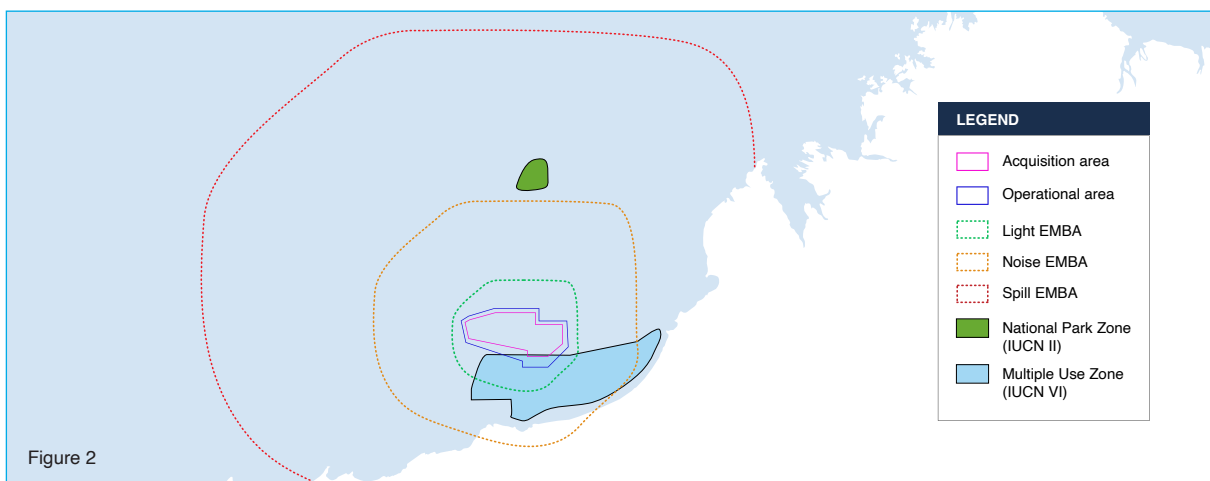 LEGEND
Acquisition area
Operational area
Light EMBA
Noise EMBA
Spill EMBA
National Park Zone
(IUCN II)
Multiple Use Zone
(IUCN VI)
Figure 2